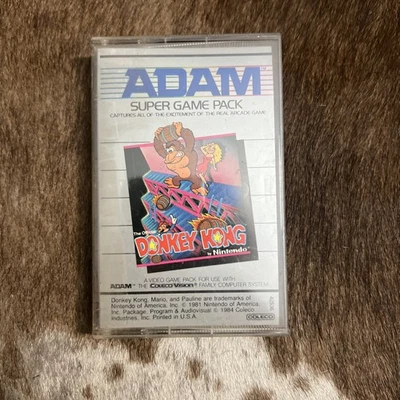 ADAM™
SUPER GAME PACK
CAPTURES ALL OF THE EXCITEMENT OF THE REAL ARCADE GAME
The Official
DONKEY KONG
by Nintendo
A VIDEO GAME PACK FOR USE WITH
ADAM™ THE COLECOVISION® FAMILY COMPUTER SYSTEM
Donkey Kong, Mario, and Pauline are trademarks of
Nintendo of America, Inc. © 1981 Nintendo of America,
Inc. Package, Program & Audiovisual © 1984 Coleco
Industries, Inc. Printed in U.S.A.
COLECO